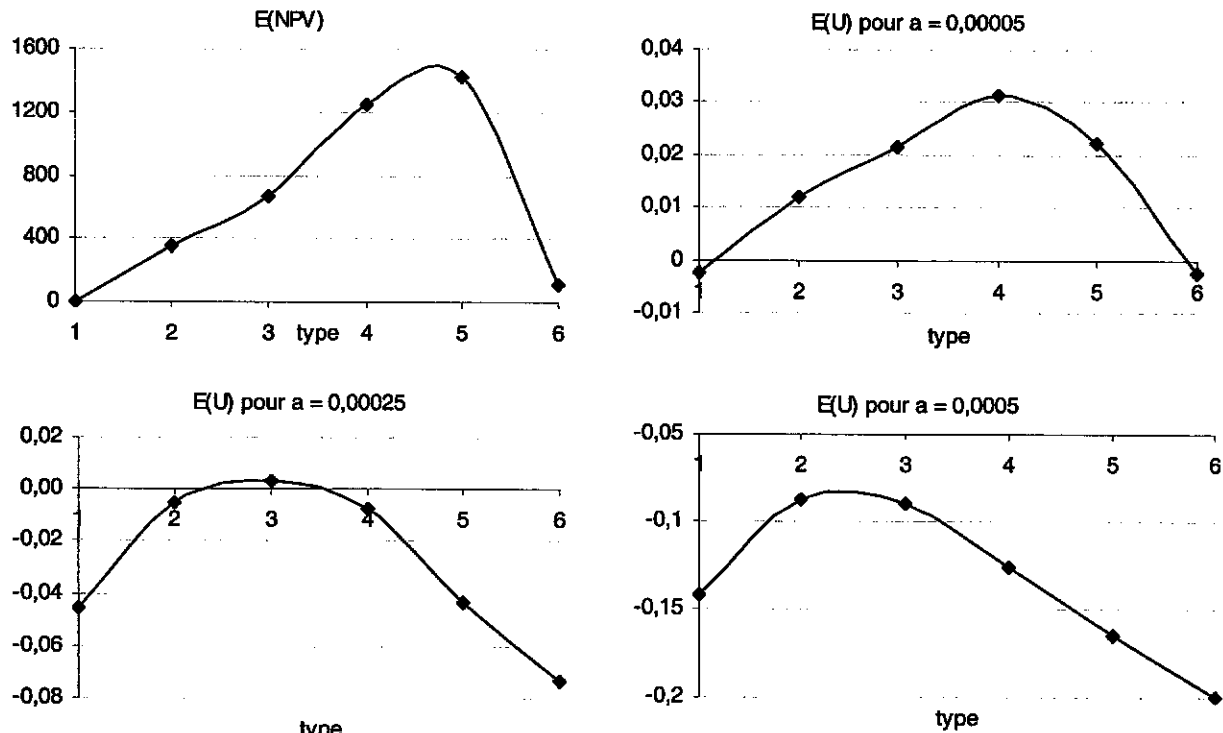 E(NPV)
1600
1200
800
400
0
1 2 3 type 4 5 6
E(U) pour a = 0,00005
0,04
0,03
0,02
0,01
0
-0,01
1 2 3 4 5 6
type
E(U) pour a = 0,00025
0,02
0,00
-0,02
-0,04
-0,06
-0,08
1 2 3 4 5 6
type
E(U) pour a = 0,0005
-0,05
-0,1
-0,15
-0,2
1 2 3 4 5 6
type